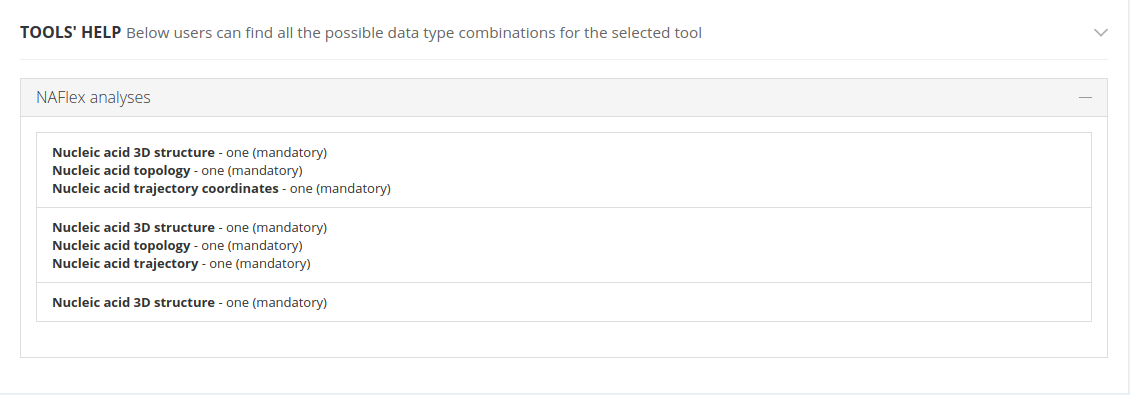 TOOLS' HELP Below users can find all the possible data type combinations for the selected tool
NAFlex analyses
Nucleic acid 3D structure - one (mandatory)
Nucleic acid topology - one (mandatory)
Nucleic acid trajectory coordinates - one (mandatory)
Nucleic acid 3D structure - one (mandatory)
Nucleic acid topology - one (mandatory)
Nucleic acid trajectory - one (mandatory)
Nucleic acid 3D structure - one (mandatory)